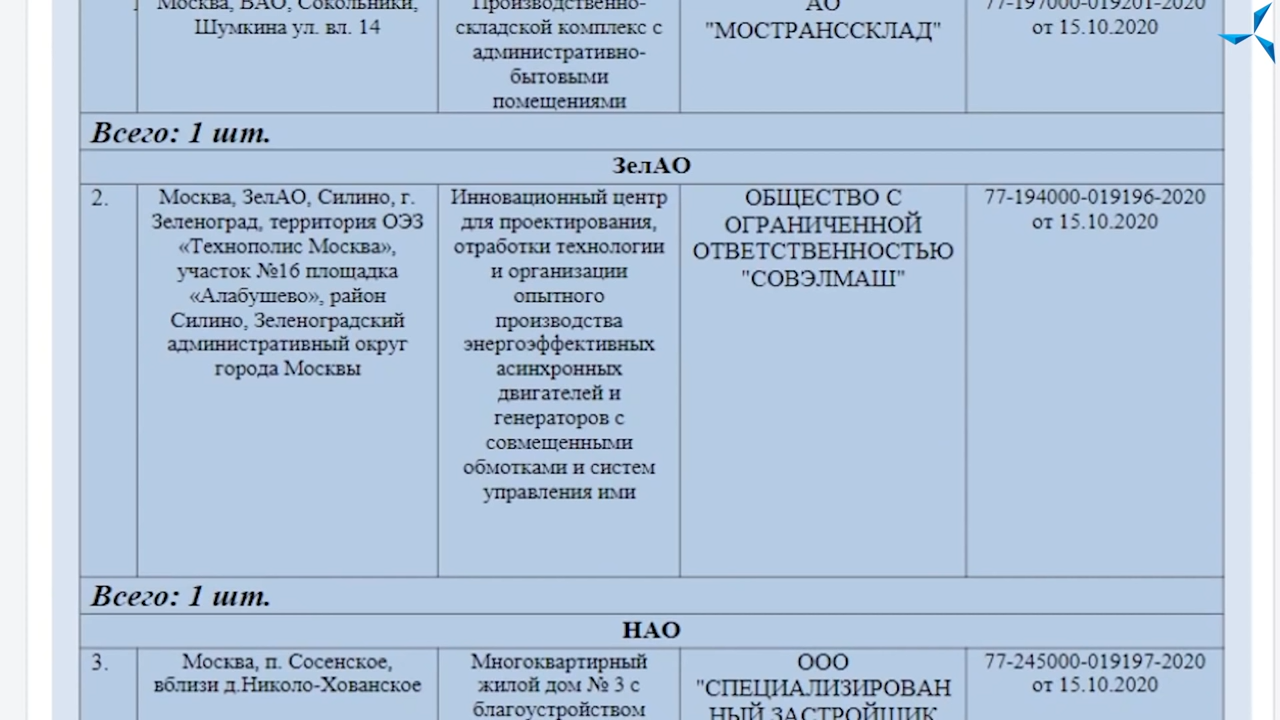 Москва, ВАО, Сокольники,
Шумкина ул. вл. 14
Производственно-
складской комплекс с
административно-
бытовыми
помещениями
АО
"МОСТРАНССКЛАД"
77-197000-019201-2020
от 15.10.2020
Всего: 1 шт.
ЗелАО
2.
Москва, ЗелАО, Силино, г.
Зеленоград, территория ОЭЗ
«Технополис Москва»,
участок №16 площадка
«Алабушево», район
Силино, Зеленоградский
административный округ
города Москвы
Инновационный центр
для проектирования,
отработки технологии
и организации
опытного
производства
энергоэффективных
асинхронных
двигателей и
генераторов с
совмещенными
обмотками и систем
управления ими
ОБЩЕСТВО С
ОГРАНИЧЕННОЙ
ОТВЕТСТВЕННОСТЬЮ
"СОВЭЛМАШ"
77-194000-019196-2020
от 15.10.2020
Всего: 1 шт.
НАО
3.
Москва, п. Сосенское,
вблизи д.Николо-Хованское
Многоквартирный
жилой дом № 3 с
благоустройством
ООО
"СПЕЦИАЛИЗИРОВАН
НЫЙ ЗАСТРОЙЩИК
77-245000-019197-2020
от 15.10.2020